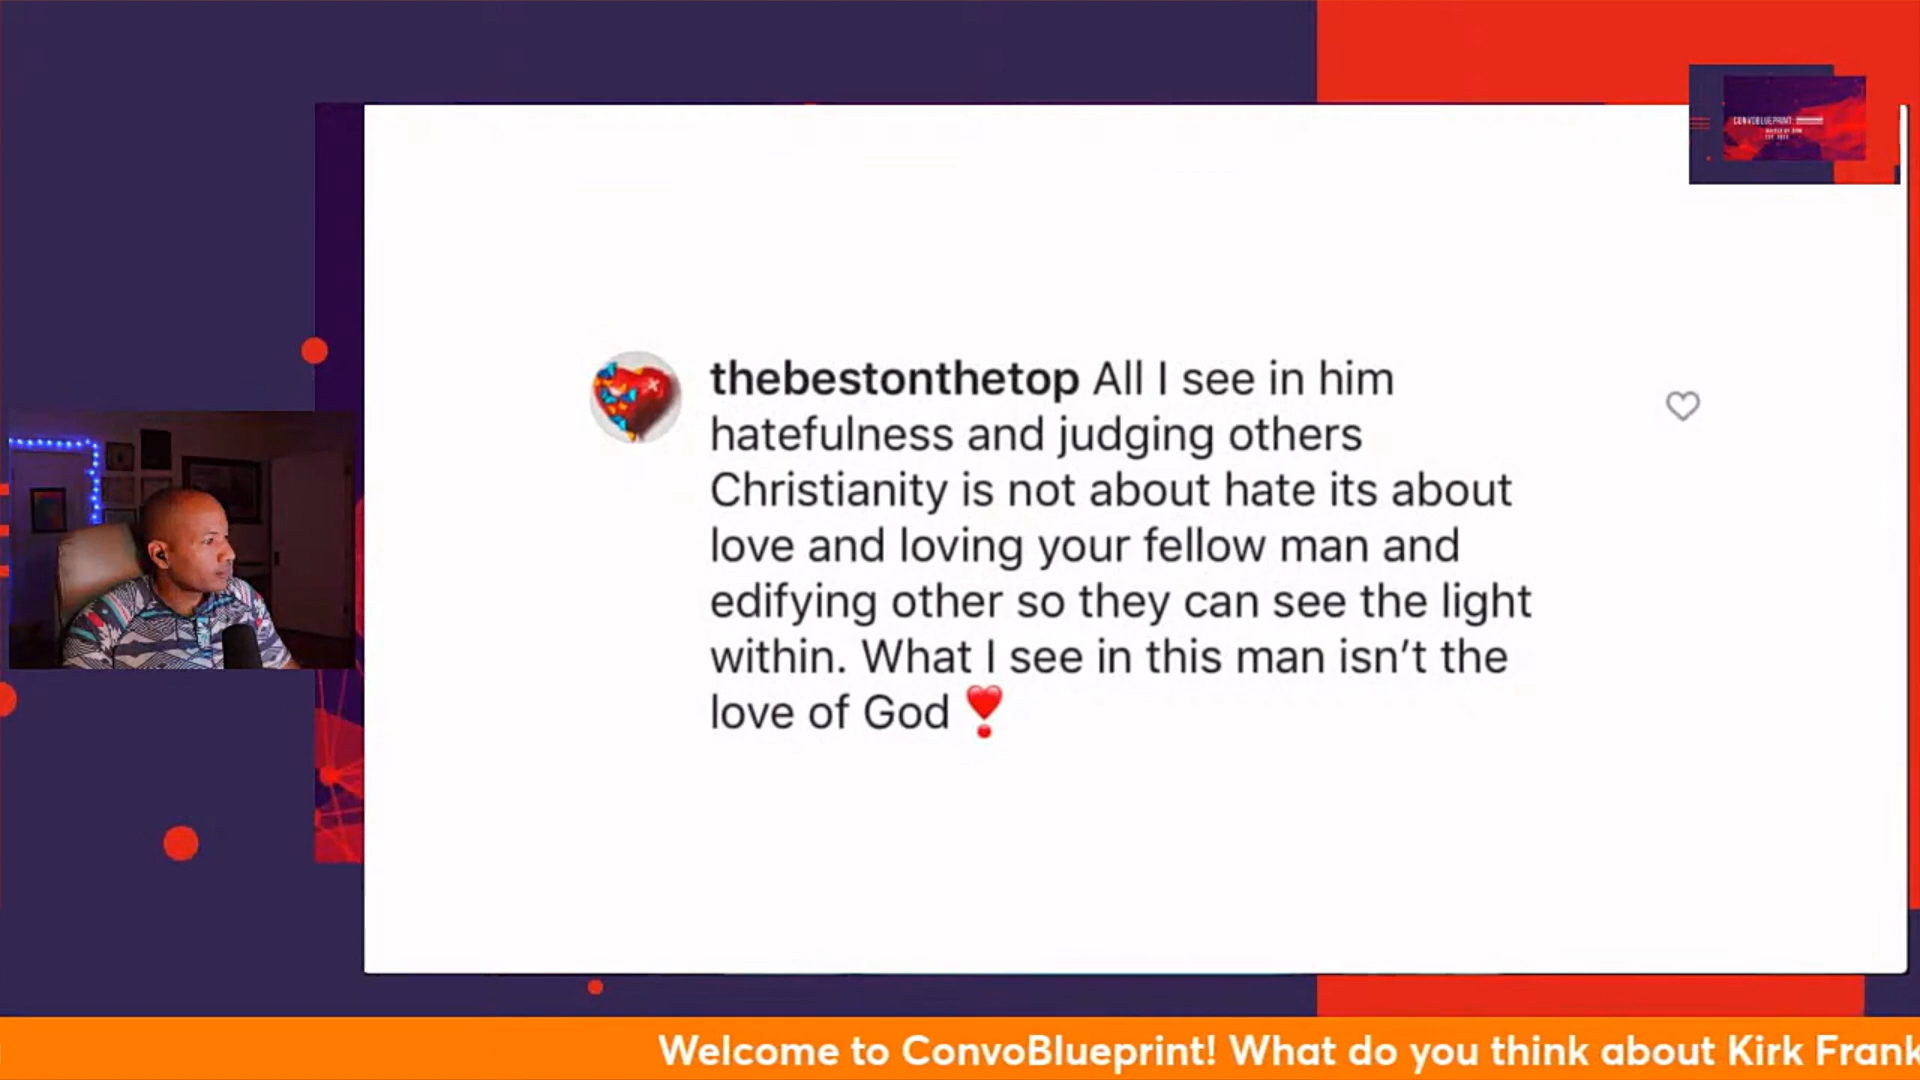 CONVOBLUEPRINT
thebestonthetop All I see in him
hatefulness and judging others
Christianity is not about hate its about
love and loving your fellow man and
edifying other so they can see the light
within. What I see in this man isn’t the
love of God ❣️
Welcome to ConvoBlueprint! What do you think about Kirk Frank